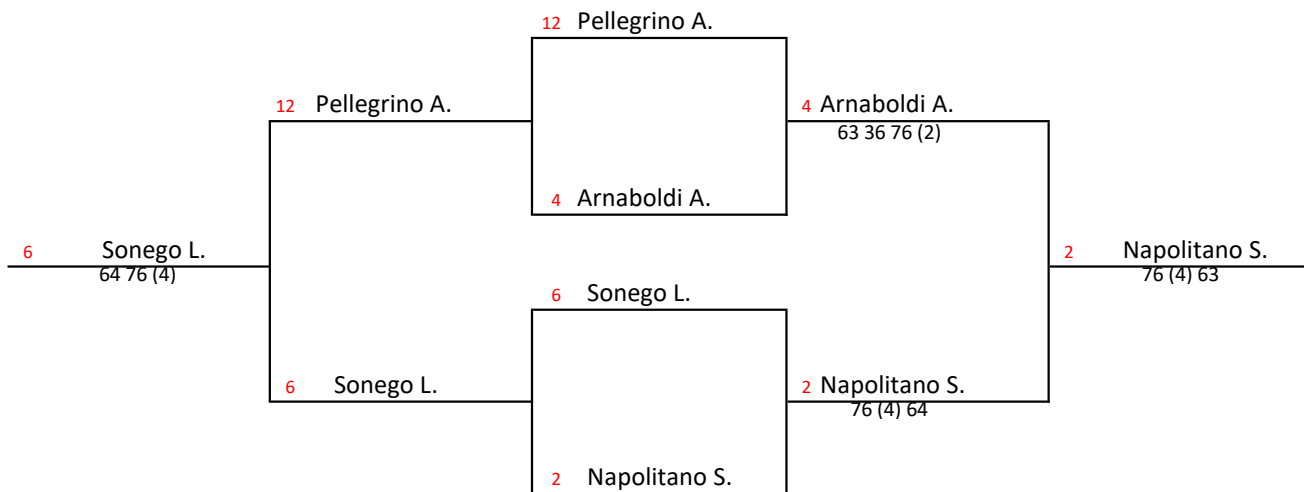 12 Pellegrino A.
12 Pellegrino A.
4 Arnaboldi A.
63 36 76 (2)
4 Arnaboldi A.
6 Sonego L.
64 76 (4)
2 Napolitano S.
76 (4) 63
6 Sonego L.
6 Sonego L.
2 Napolitano S.
76 (4) 64
2 Napolitano S.